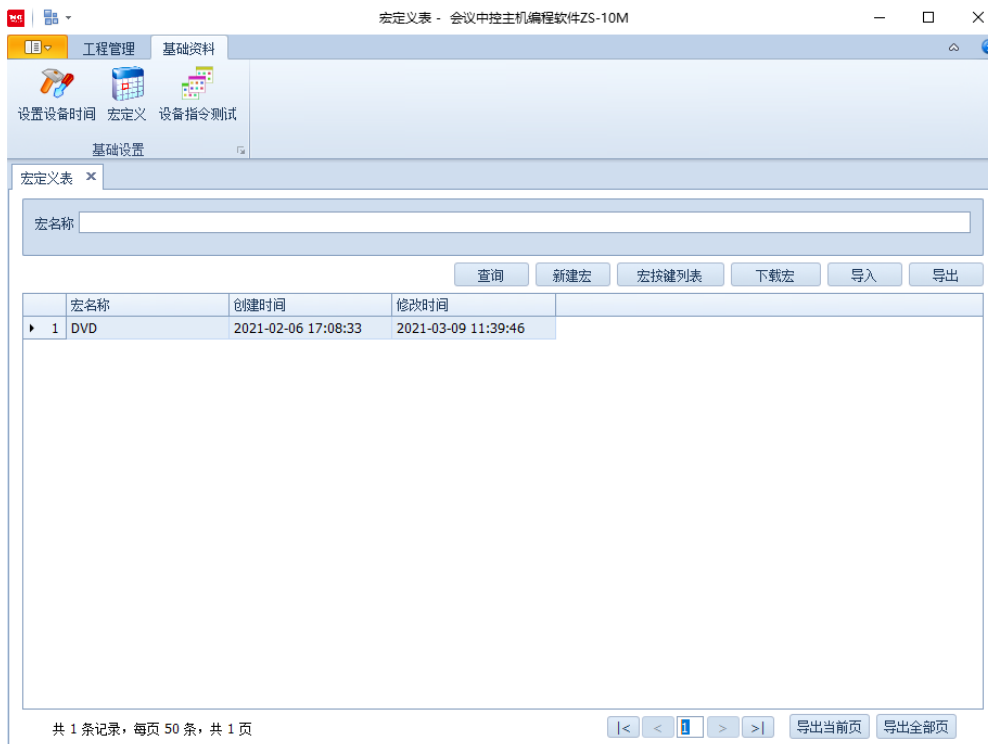 宏定义表 - 会议中控主机编程软件ZS-10M
工程管理 基础资料
设置设备时间 宏定义 设备指令测试
基础设置
宏定义表 ×
宏名称
查询 新建宏 宏按键列表 下载宏 导入 导出
宏名称 创建时间 修改时间
1 DVD 2021-02-06 17:08:33 2021-03-09 11:39:46
共 1 条记录，每页 50 条，共 1 页 |< < 1 > >| 导出当前页 导出全部页